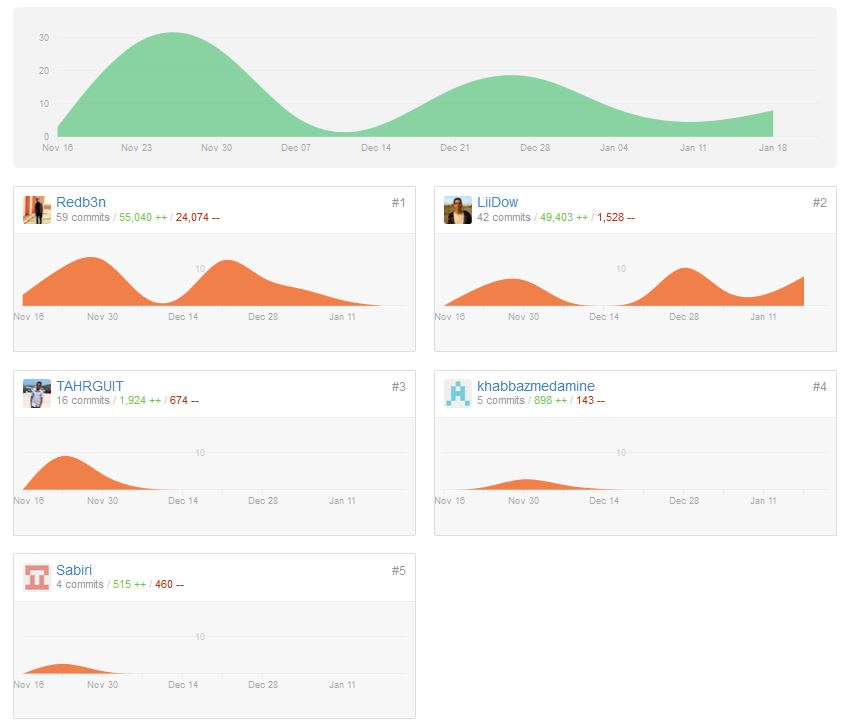 30
20
10
0
Nov 16 Nov 23 Nov 30 Dec 07 Dec 14 Dec 21 Dec 28 Jan 04 Jan 11 Jan 18
Redb3n #1
59 commits / 55,040 ++ / 24,074 --
10
Nov 16 Nov 30 Dec 14 Dec 28 Jan 11
LiiDow #2
42 commits / 49,403 ++ / 1,528 --
10
Nov 16 Nov 30 Dec 14 Dec 28 Jan 11
TAHRGUIT #3
16 commits / 1,924 ++ / 674 --
10
Nov 16 Nov 30 Dec 14 Dec 28 Jan 11
khabbazmedamine #4
5 commits / 898 ++ / 143 --
10
Nov 16 Nov 30 Dec 14 Dec 28 Jan 11
Sabiri #5
4 commits / 515 ++ / 460 --
10
Nov 16 Nov 30 Dec 14 Dec 28 Jan 11